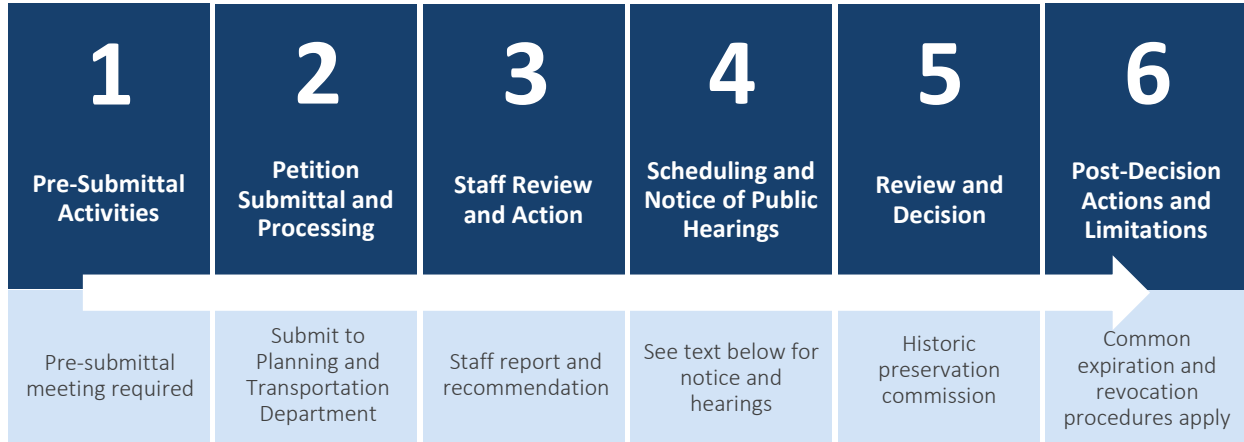 1
Pre-Submittal
Activities
Pre-submittal
meeting required
2
Petition
Submittal and
Processing
Submit to
Planning and
Transportation
Department
3
Staff Review
and Action
Staff report and
recommendation
4
Scheduling and
Notice of Public
Hearings
See text below for
notice and
hearings
5
Review and
Decision
Historic
preservation
commission
6
Post-Decision
Actions and
Limitations
Common
expiration and
revocation
procedures apply